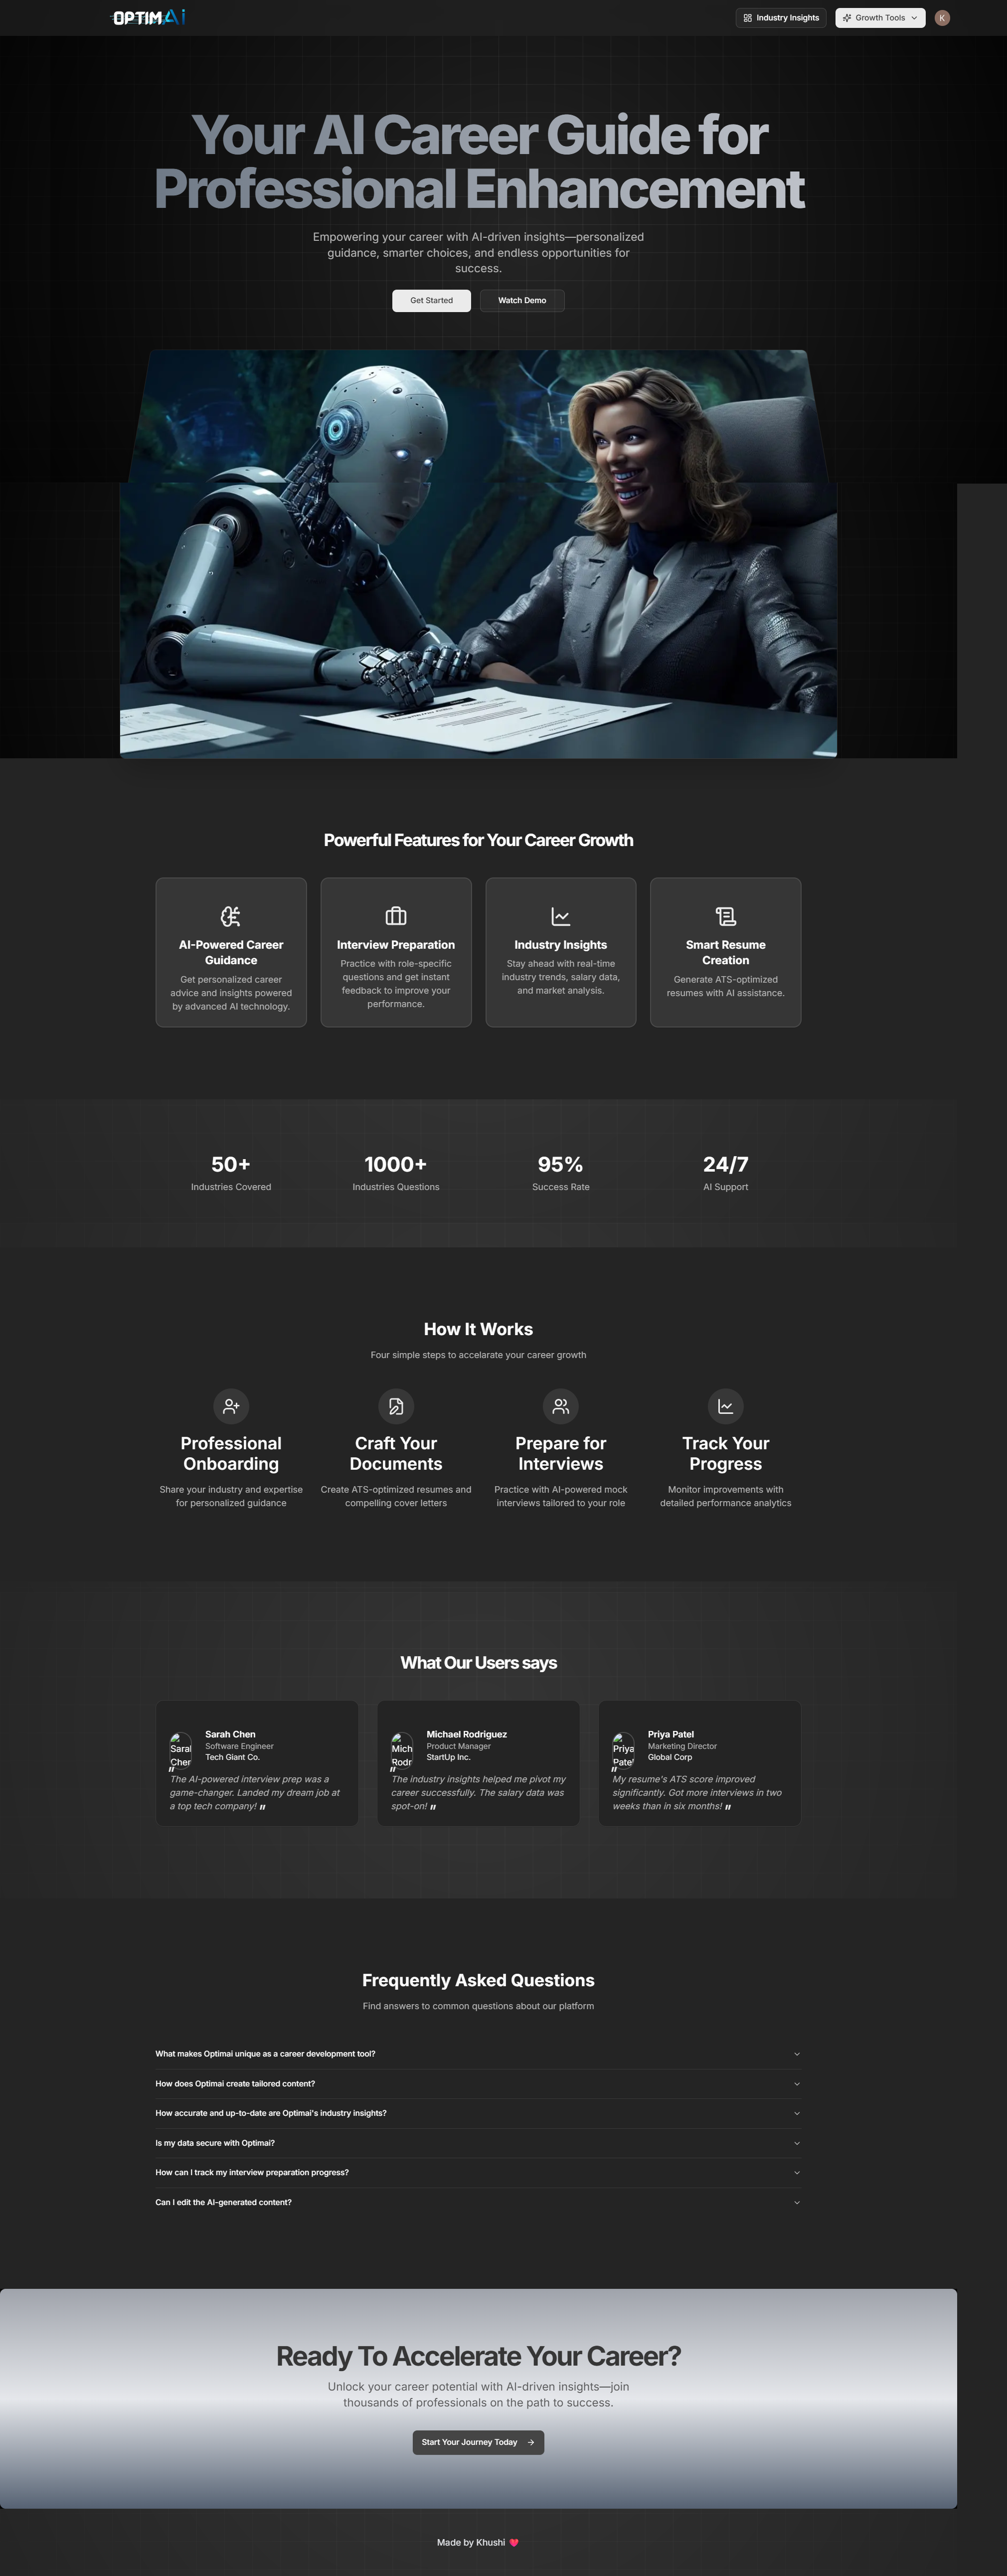 OPTIMAi
Industry Insights
Growth Tools
K
Your AI Career Guide for
Professional Enhancement
Empowering your career with AI-driven insights—personalized
guidance, smarter choices, and endless opportunities for
success.
Get Started
Watch Demo
Powerful Features for Your Career Growth
AI-Powered Career
Guidance
Get personalized career
advice and insights powered
by advanced AI technology.
Interview Preparation
Practice with role-specific
questions and get instant
feedback to improve your
performance.
Industry Insights
Stay ahead with real-time
industry trends, salary data,
and market analysis.
Smart Resume
Creation
Generate ATS-optimized
resumes with AI assistance.
50+
Industries Covered
1000+
Industries Questions
95%
Success Rate
24/7
AI Support
How It Works
Four simple steps to accelarate your career growth
Professional
Onboarding
Share your industry and expertise
for personalized guidance
Craft Your
Documents
Create ATS-optimized resumes and
compelling cover letters
Prepare for
Interviews
Practice with AI-powered mock
interviews tailored to your role
Track Your
Progress
Monitor improvements with
detailed performance analytics
What Our Users says
Sarah Chen
Software Engineer
Tech Giant Co.
"
The AI-powered interview prep was a
game-changer. Landed my dream job at
a top tech company! "
Michael Rodriguez
Product Manager
StartUp Inc.
"
The industry insights helped me pivot my
career successfully. The salary data was
spot-on! "
Priya Patel
Marketing Director
Global Corp
"
My resume's ATS score improved
significantly. Got more interviews in two
weeks than in six months! "
Frequently Asked Questions
Find answers to common questions about our platform
What makes Optimai unique as a career development tool?
How does Optimai create tailored content?
How accurate and up-to-date are Optimai's industry insights?
Is my data secure with Optimai?
How can I track my interview preparation progress?
Can I edit the AI-generated content?
Ready To Accelerate Your Career?
Unlock your career potential with AI-driven insights—join
thousands of professionals on the path to success.
Start Your Journey Today
Made by Khushi ❤️